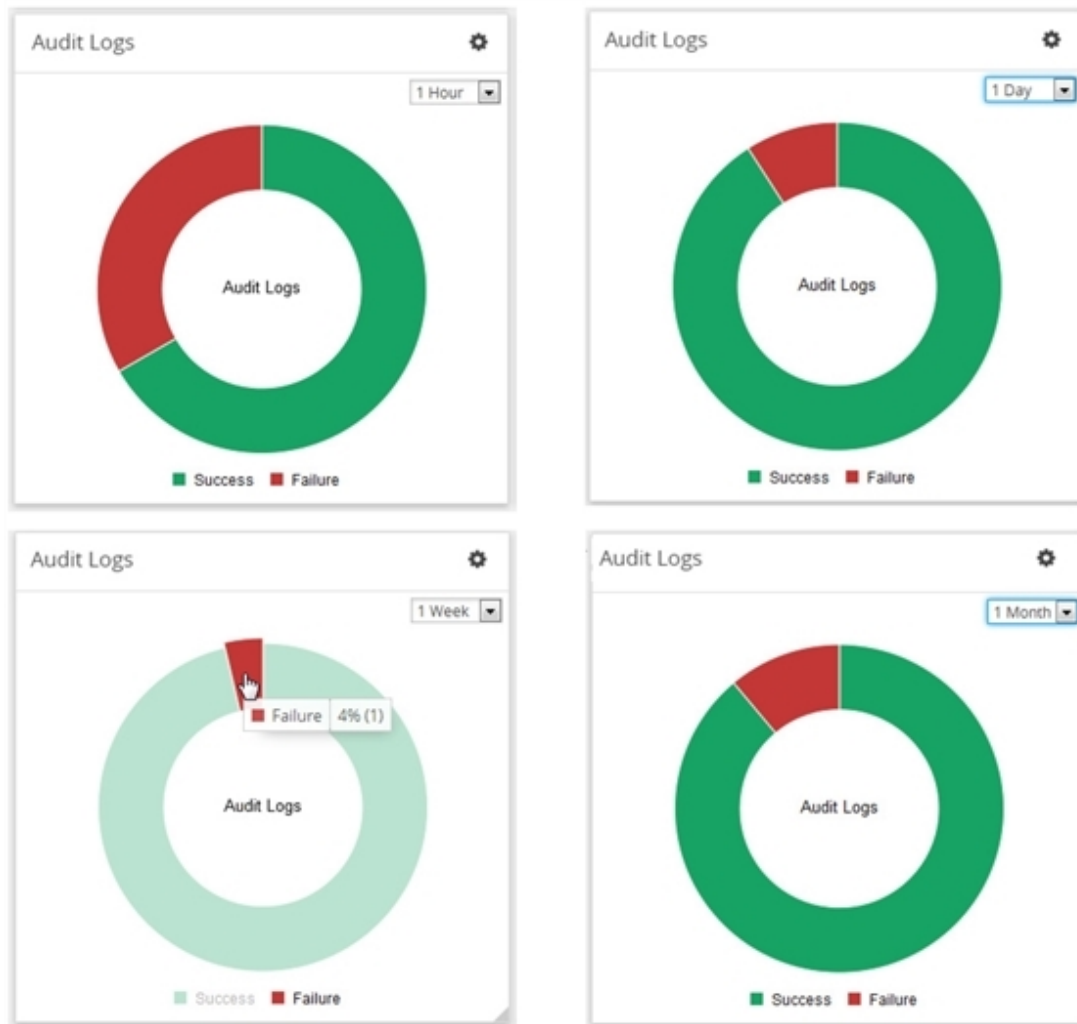 Audit Logs
1 Hour
Audit Logs
Success Failure
Audit Logs
1 Day
Audit Logs
Success Failure
Audit Logs
1 Week
Failure 4% (1)
Audit Logs
Success Failure
Audit Logs
1 Month
Audit Logs
Success Failure